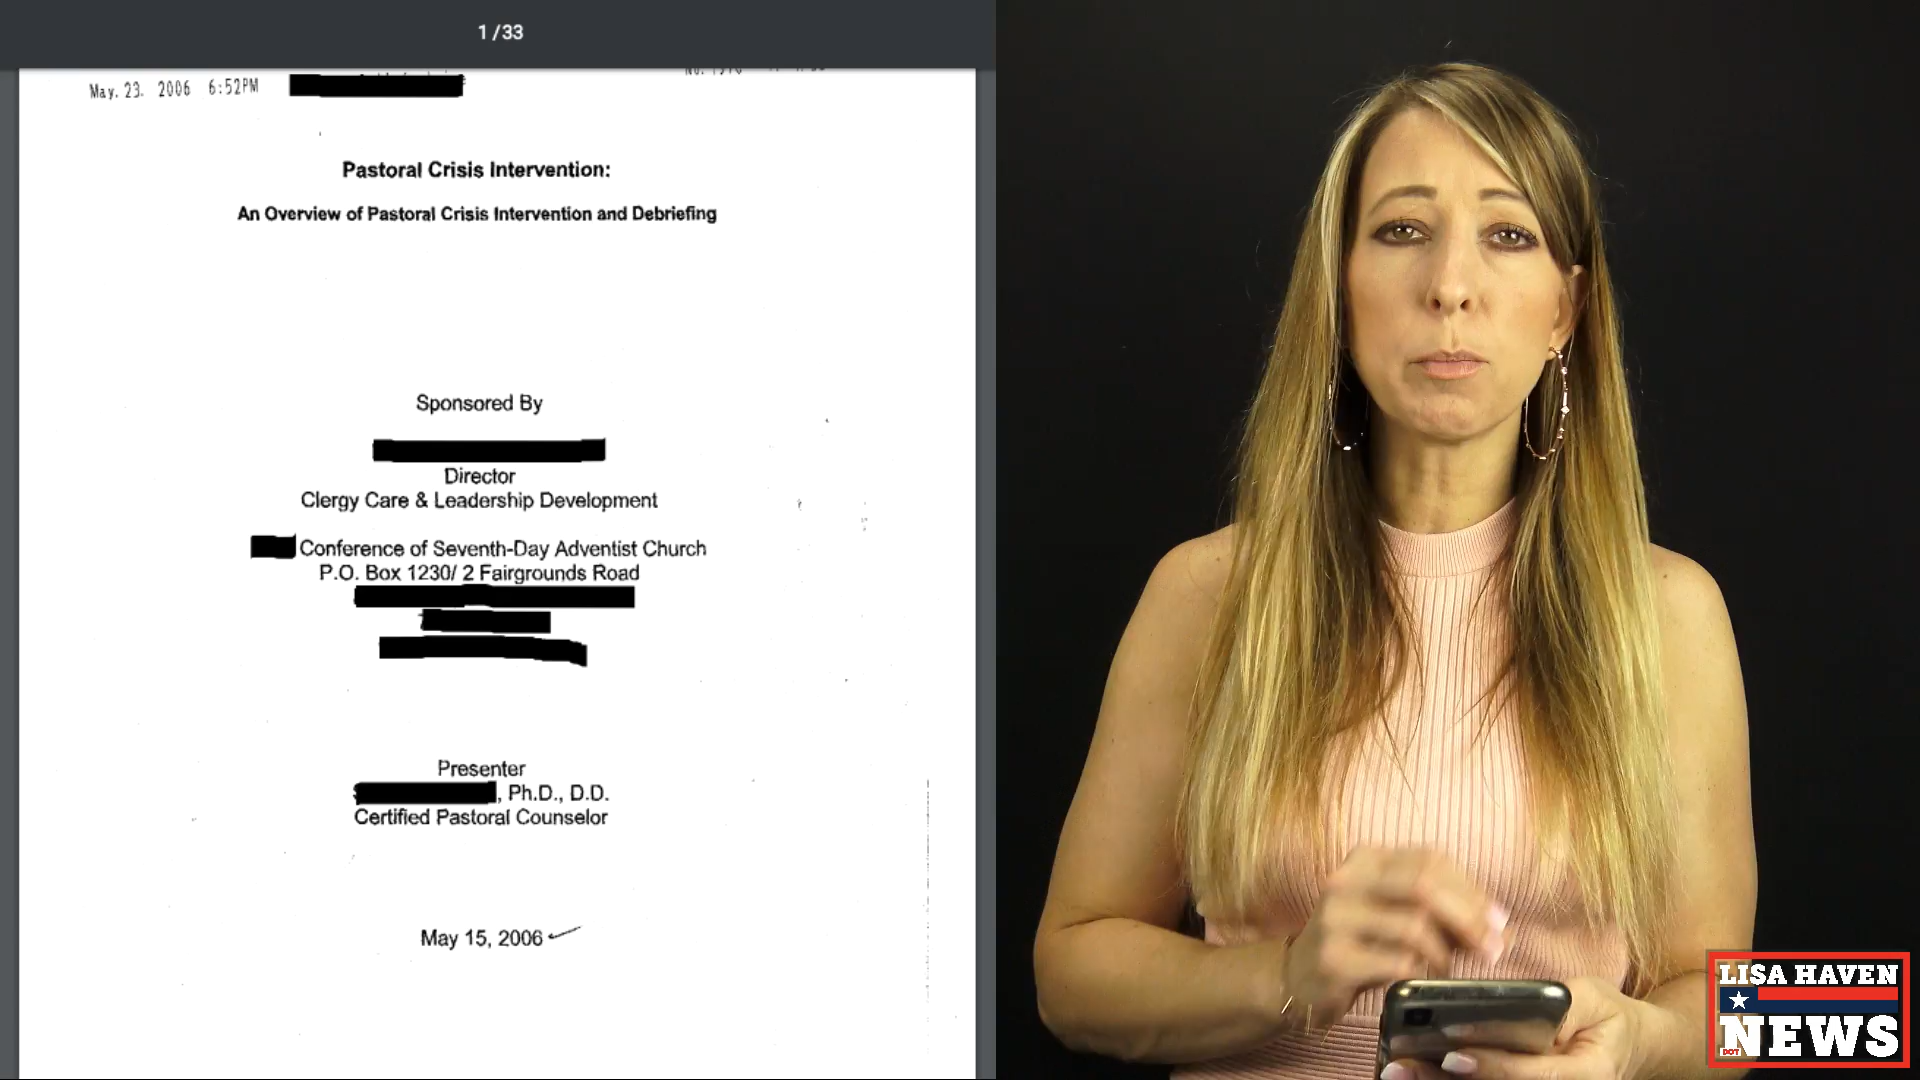 1 / 33
May. 23. 2006 6:52PM
Pastoral Crisis Intervention:
An Overview of Pastoral Crisis Intervention and Debriefing
Sponsored By
Director
Clergy Care & Leadership Development
Conference of Seventh-Day Adventist Church
P.O. Box 1230/ 2 Fairgrounds Road
Presenter
, Ph.D., D.D.
Certified Pastoral Counselor
May 15, 2006
LISA HAVEN
DOT NEWS